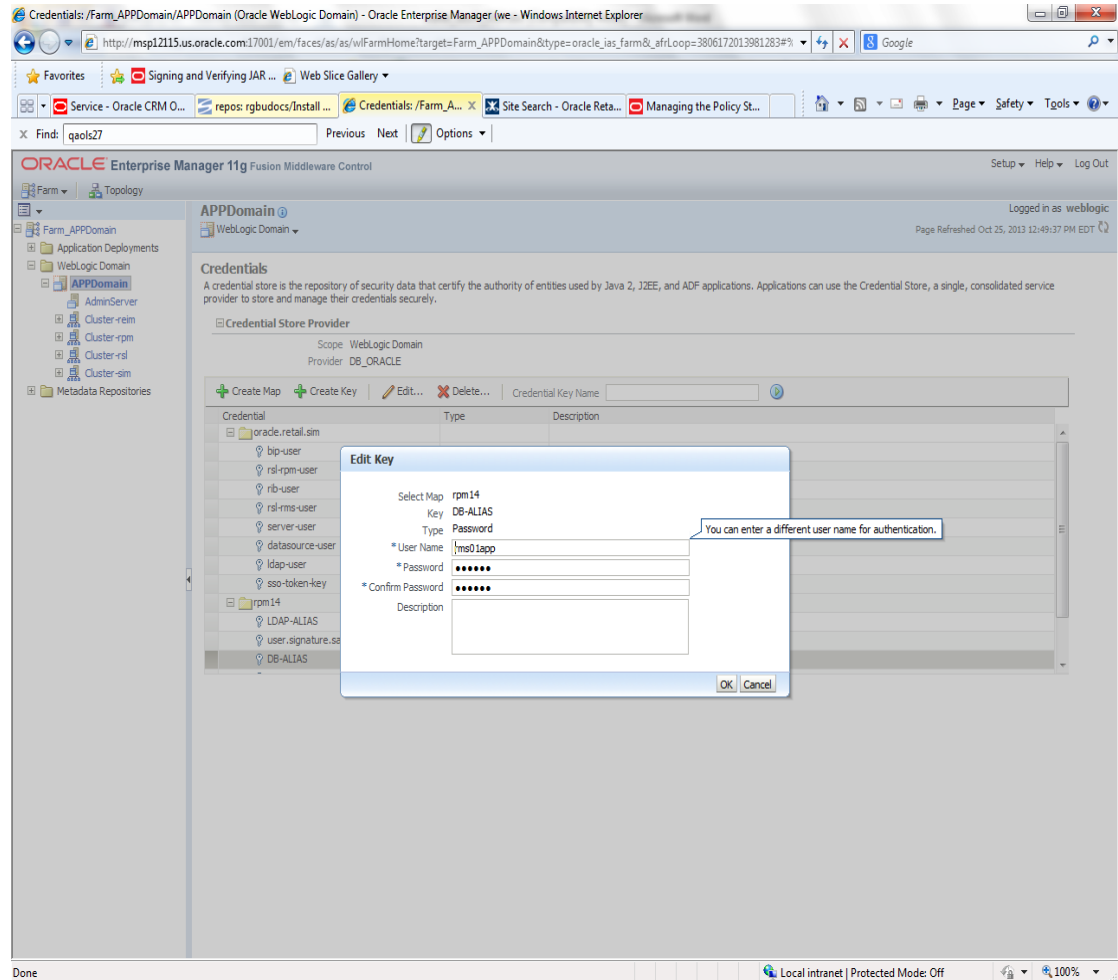 Credentials: /Farm_APPDomain/APPDomain (Oracle WebLogic Domain) - Oracle Enterprise Manager (we - Windows Internet Explorer
http://msp12115.us.oracle.com:17001/em/faces/as/as/wlFarmHome?target=Farm_APPDomain&type=oracle_ias_farm&_afrLoop=3806172013981283#%
Google
Favorites Signing and Verifying JAR ... Web Slice Gallery
Service - Oracle CRM O... repos: rgbudocs/Install ... Credentials: /Farm_A... X Site Search - Oracle Reta... Managing the Policy St... Page Safety Tools
x Find: qaols27 Previous Next Options
ORACLE Enterprise Manager 11g Fusion Middleware Control Setup Help Log Out
Farm Topology
APPDomain Logged in as weblogic
Farm_APPDomain WebLogic Domain Page Refreshed Oct 25, 2013 12:49:37 PM EDT
Application Deployments
WebLogic Domain
APPDomain
AdminServer
Cluster-reim
Cluster-rpm
Cluster-rsl
Cluster-sim
Metadata Repositories
Credentials
A credential store is the repository of security data that certify the authority of entities used by Java 2, J2EE, and ADF applications. Applications can use the Credential Store, a single, consolidated service
provider to store and manage their credentials securely.
Credential Store Provider
Scope WebLogic Domain
Provider DB_ORACLE
Create Map Create Key Edit... Delete... Credential Key Name
Credential Type Description
oracle.retail.sim
bip-user
rsl-rpm-user
rib-user
rsl-rms-user
server-user
datasource-user
ldap-user
sso-token-key
rpm14
LDAP-ALIAS
user.signature.sa
DB-ALIAS
Edit Key
Select Map rpm14
Key DB-ALIAS
Type Password
* User Name ms01app
* Password ••••••
* Confirm Password ••••••
Description
You can enter a different user name for authentication.
OK Cancel
Done Local intranet | Protected Mode: Off 100%